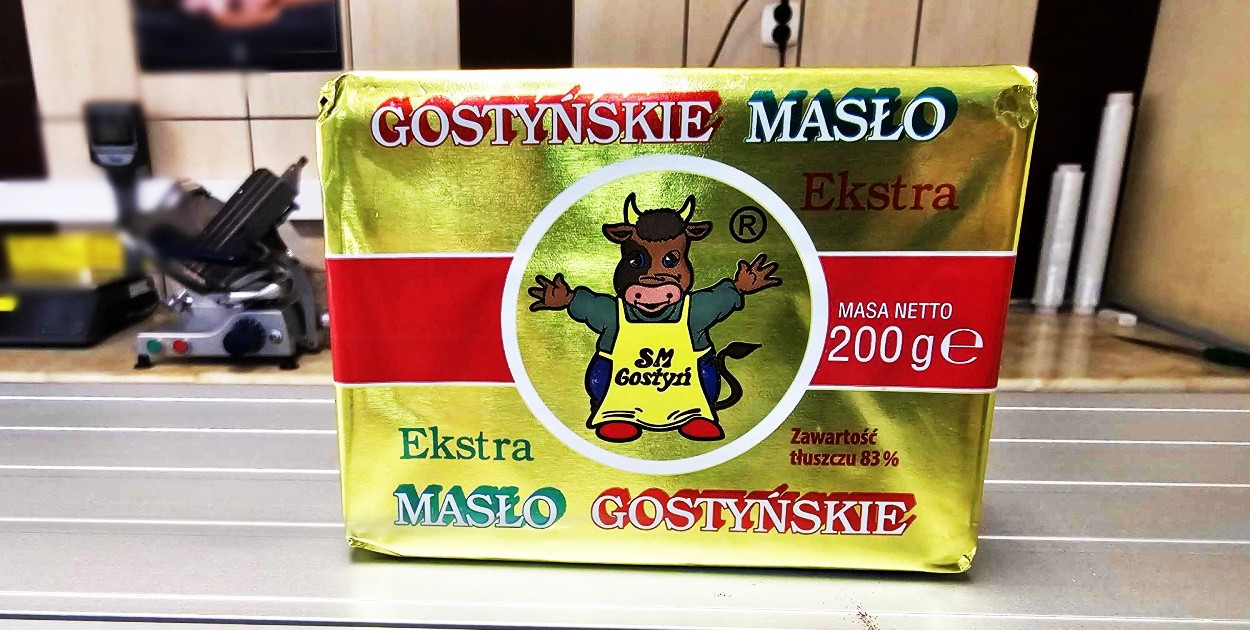 GOSTYŃSKIE MASŁO
Ekstra
®
MASA NETTO
200 g ℮
SM
Gostyń
Ekstra
Zawartość
tłuszczu 83 %
MASŁO GOSTYŃSKIE